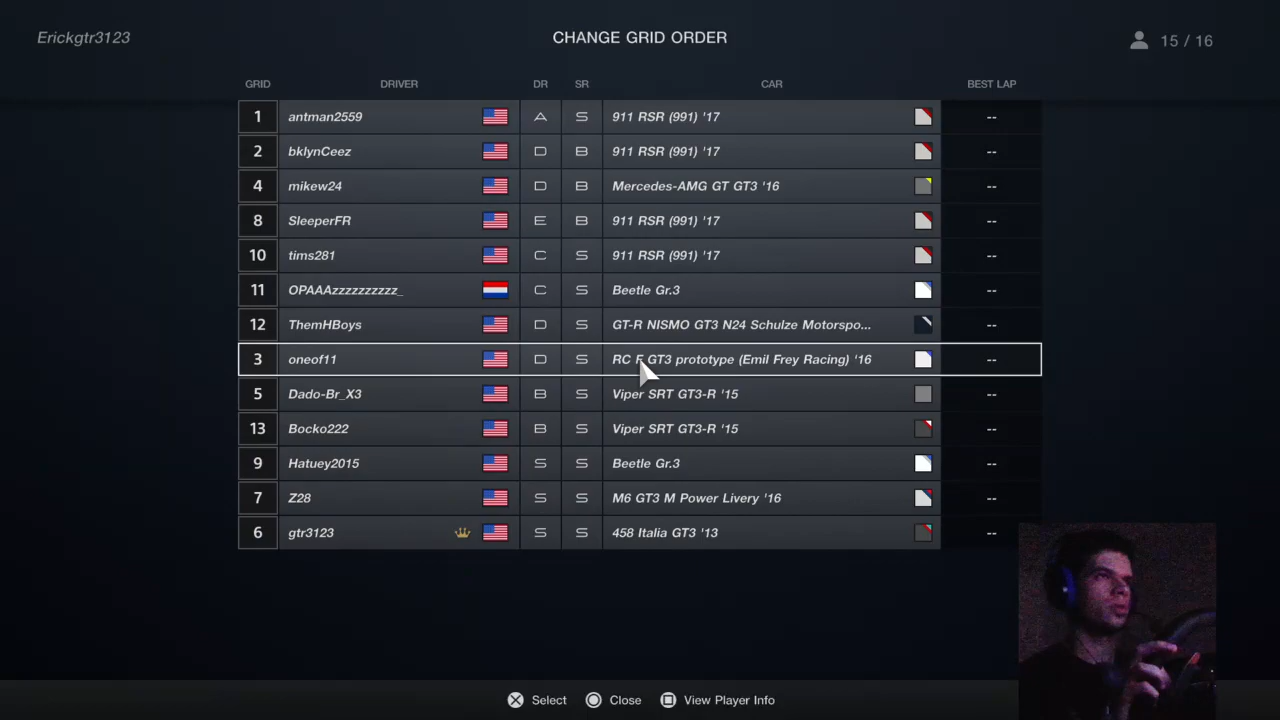 Erickgtr3123
CHANGE GRID ORDER
15 / 16
GRID DRIVER DR SR CAR BEST LAP
1 antman2559 A S 911 RSR (991) '17 --
2 bklynCeez D B 911 RSR (991) '17 --
4 mikew24 D B Mercedes-AMG GT GT3 '16 --
8 SleeperFR E B 911 RSR (991) '17 --
10 tims281 C S 911 RSR (991) '17 --
11 OPAAAzzzzzzzzzz_ C S Beetle Gr.3 --
12 ThemHBoys D S GT-R NISMO GT3 N24 Schulze Motorspo... --
3 oneof11 D S RC F GT3 prototype (Emil Frey Racing) '16 --
5 Dado-Br_X3 B S Viper SRT GT3-R '15 --
13 Bocko222 B S Viper SRT GT3-R '15 --
9 Hatuey2015 S S Beetle Gr.3 --
7 Z28 S S M6 GT3 M Power Livery '16 --
6 gtr3123 S S 458 Italia GT3 '13 --
Select Close View Player Info